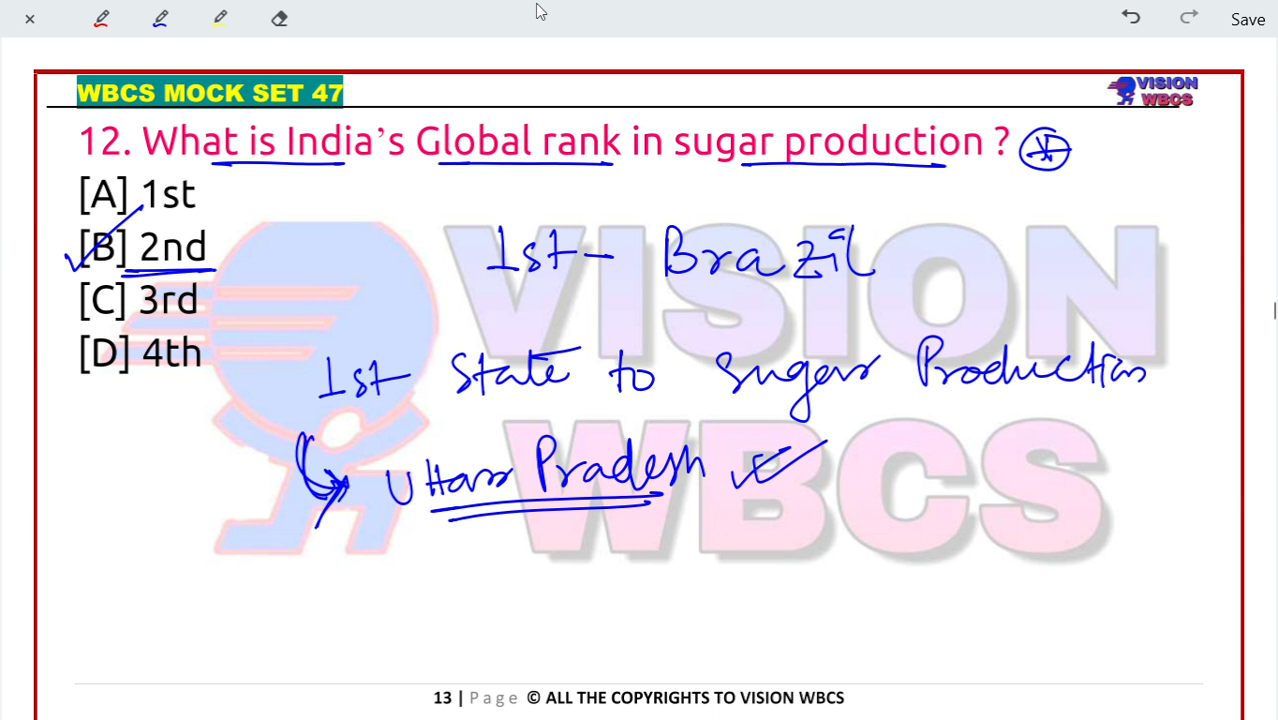 Save
WBCS MOCK SET 47
VISION
WBCS
12. What is India’s Global rank in sugar production ?
[A] 1st
[B] 2nd
[C] 3rd
[D] 4th
1st - Brazil
1st State to Sugar Production
Uttar Pradesh
VISION
WBCS
13 | Page © ALL THE COPYRIGHTS TO VISION WBCS